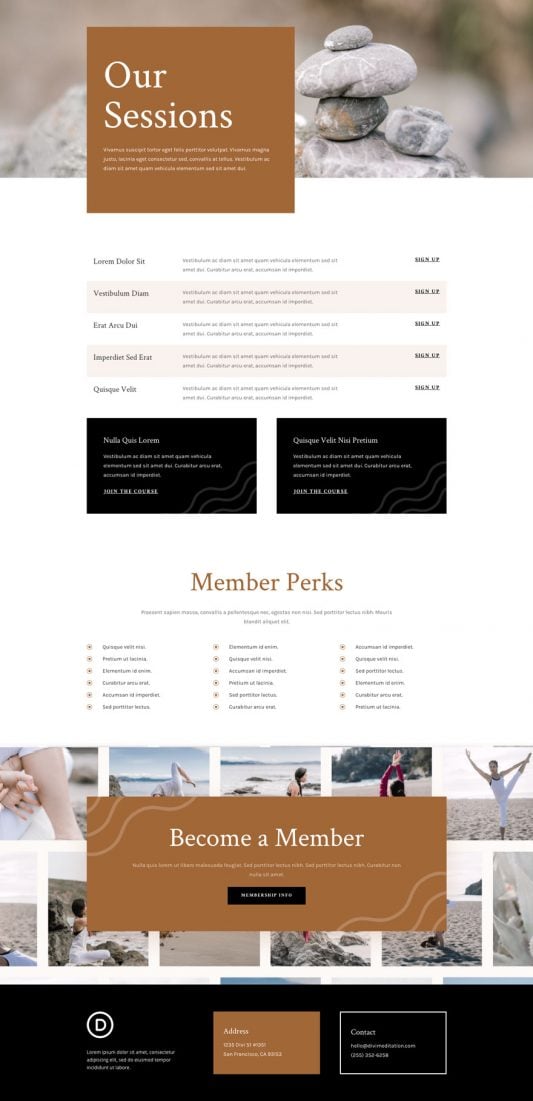 Our
Sessions
Vivamus suscipit tortor eget felis porttitor volutpat. Vivamus magna
justo, lacinia eget consectetur sed, convallis at tellus. Vestibulum ac
diam sit amet quam vehicula elementum sed sit amet dui.
Lorem Dolor Sit
Vestibulum ac diam sit amet quam vehicula elementum sed sit
amet dui. Curabitur arcu erat, accumsan id imperdiet.
SIGN UP
Vestibulum Diam
Vestibulum ac diam sit amet quam vehicula elementum sed sit
amet dui. Curabitur arcu erat, accumsan id imperdiet.
SIGN UP
Erat Arcu Dui
Vestibulum ac diam sit amet quam vehicula elementum sed sit
amet dui. Curabitur arcu erat, accumsan id imperdiet.
SIGN UP
Imperdiet Sed Erat
Vestibulum ac diam sit amet quam vehicula elementum sed sit
amet dui. Curabitur arcu erat, accumsan id imperdiet.
SIGN UP
Quisque Velit
Vestibulum ac diam sit amet quam vehicula elementum sed sit
amet dui. Curabitur arcu erat, accumsan id imperdiet.
SIGN UP
Nulla Quis Lorem
Vestibulum ac diam sit amet quam vehicula
elementum sed sit amet dui. Curabitur arcu erat,
accumsan id imperdiet.
JOIN THE COURSE
Quisque Velit Nisi Pretium
Vestibulum ac diam sit amet quam vehicula
elementum sed sit amet dui. Curabitur arcu erat,
accumsan id imperdiet.
JOIN THE COURSE
Member Perks
Praesent sapien massa, convallis a pellentesque nec, egestas non nisi. Sed porttitor lectus nibh. Mauris
blandit aliquet elit.
Quisque velit nisi.
Pretium ut lacinia.
Elementum id enim.
Curabitur arcu erat.
Accumsan id imperdiet.
Sed porttitor lectus.
Elementum id enim.
Quisque velit nisi.
Accumsan id imperdiet.
Pretium ut lacinia.
Sed porttitor lectus.
Curabitur arcu erat.
Accumsan id imperdiet.
Quisque velit nisi.
Sed porttitor lectus.
Elementum id enim.
Curabitur arcu erat.
Pretium ut lacinia.
Become a Member
Nulla quis lorem ut libero malesuada feugiat. Sed porttitor lectus nibh. Sed porttitor lectus nibh. Curabitur non
nulla sit amet.
MEMBERSHIP INFO
D
Lorem ipsum dolor sit amet, consectetur
adipiscing elit, sed do eiusmod tempor
incididunt ut labore.
Address
1235 Divi St #1351
San Francisco, CA 93152
Contact
hello@divimeditation.com
(255) 352-6258